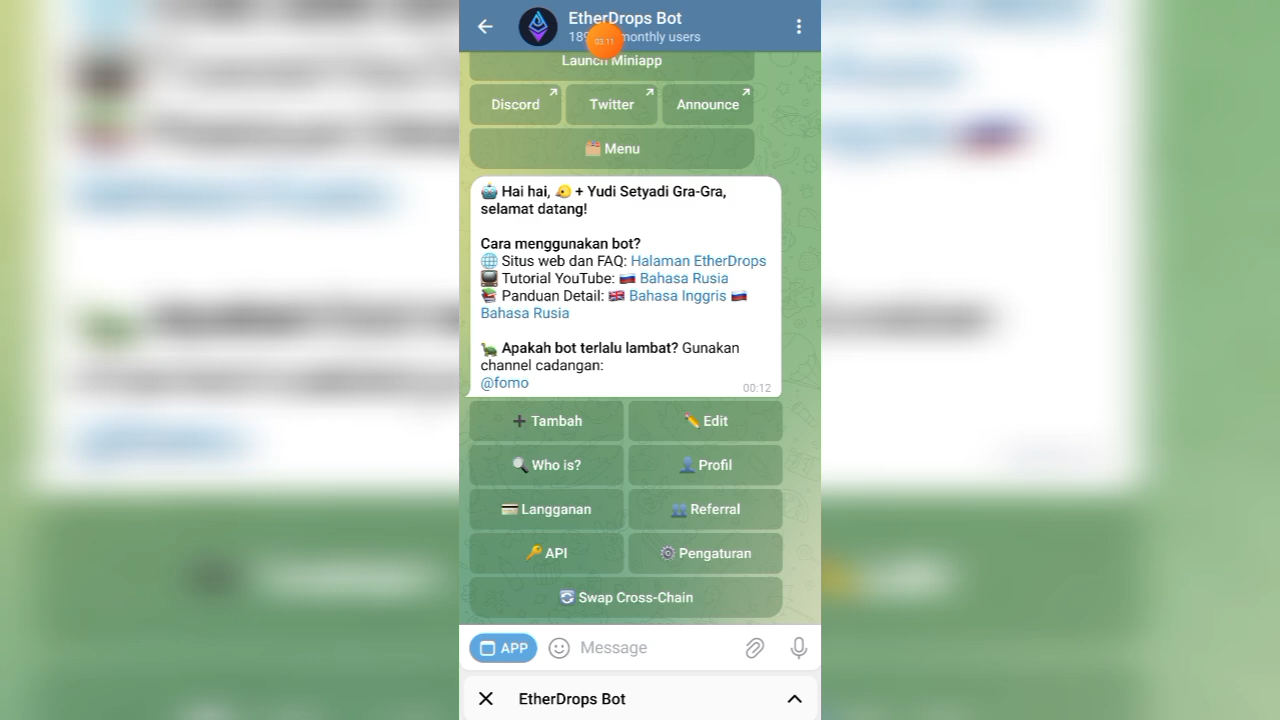 EtherDrops Bot
monthly users
03:11
Launch Miniapp
Discord
Twitter
Announce
Menu
Hai hai, + Yudi Setyadi Gra-Gra,
selamat datang!
Cara menggunakan bot?
Situs web dan FAQ: Halaman EtherDrops
Tutorial YouTube: Bahasa Rusia
Panduan Detail: Bahasa Inggris
Bahasa Rusia
Apakah bot terlalu lambat? Gunakan
channel cadangan:
@fomo
00:12
Tambah
Edit
Who is?
Profil
Langganan
Referral
API
Pengaturan
Swap Cross-Chain
APP
Message
EtherDrops Bot